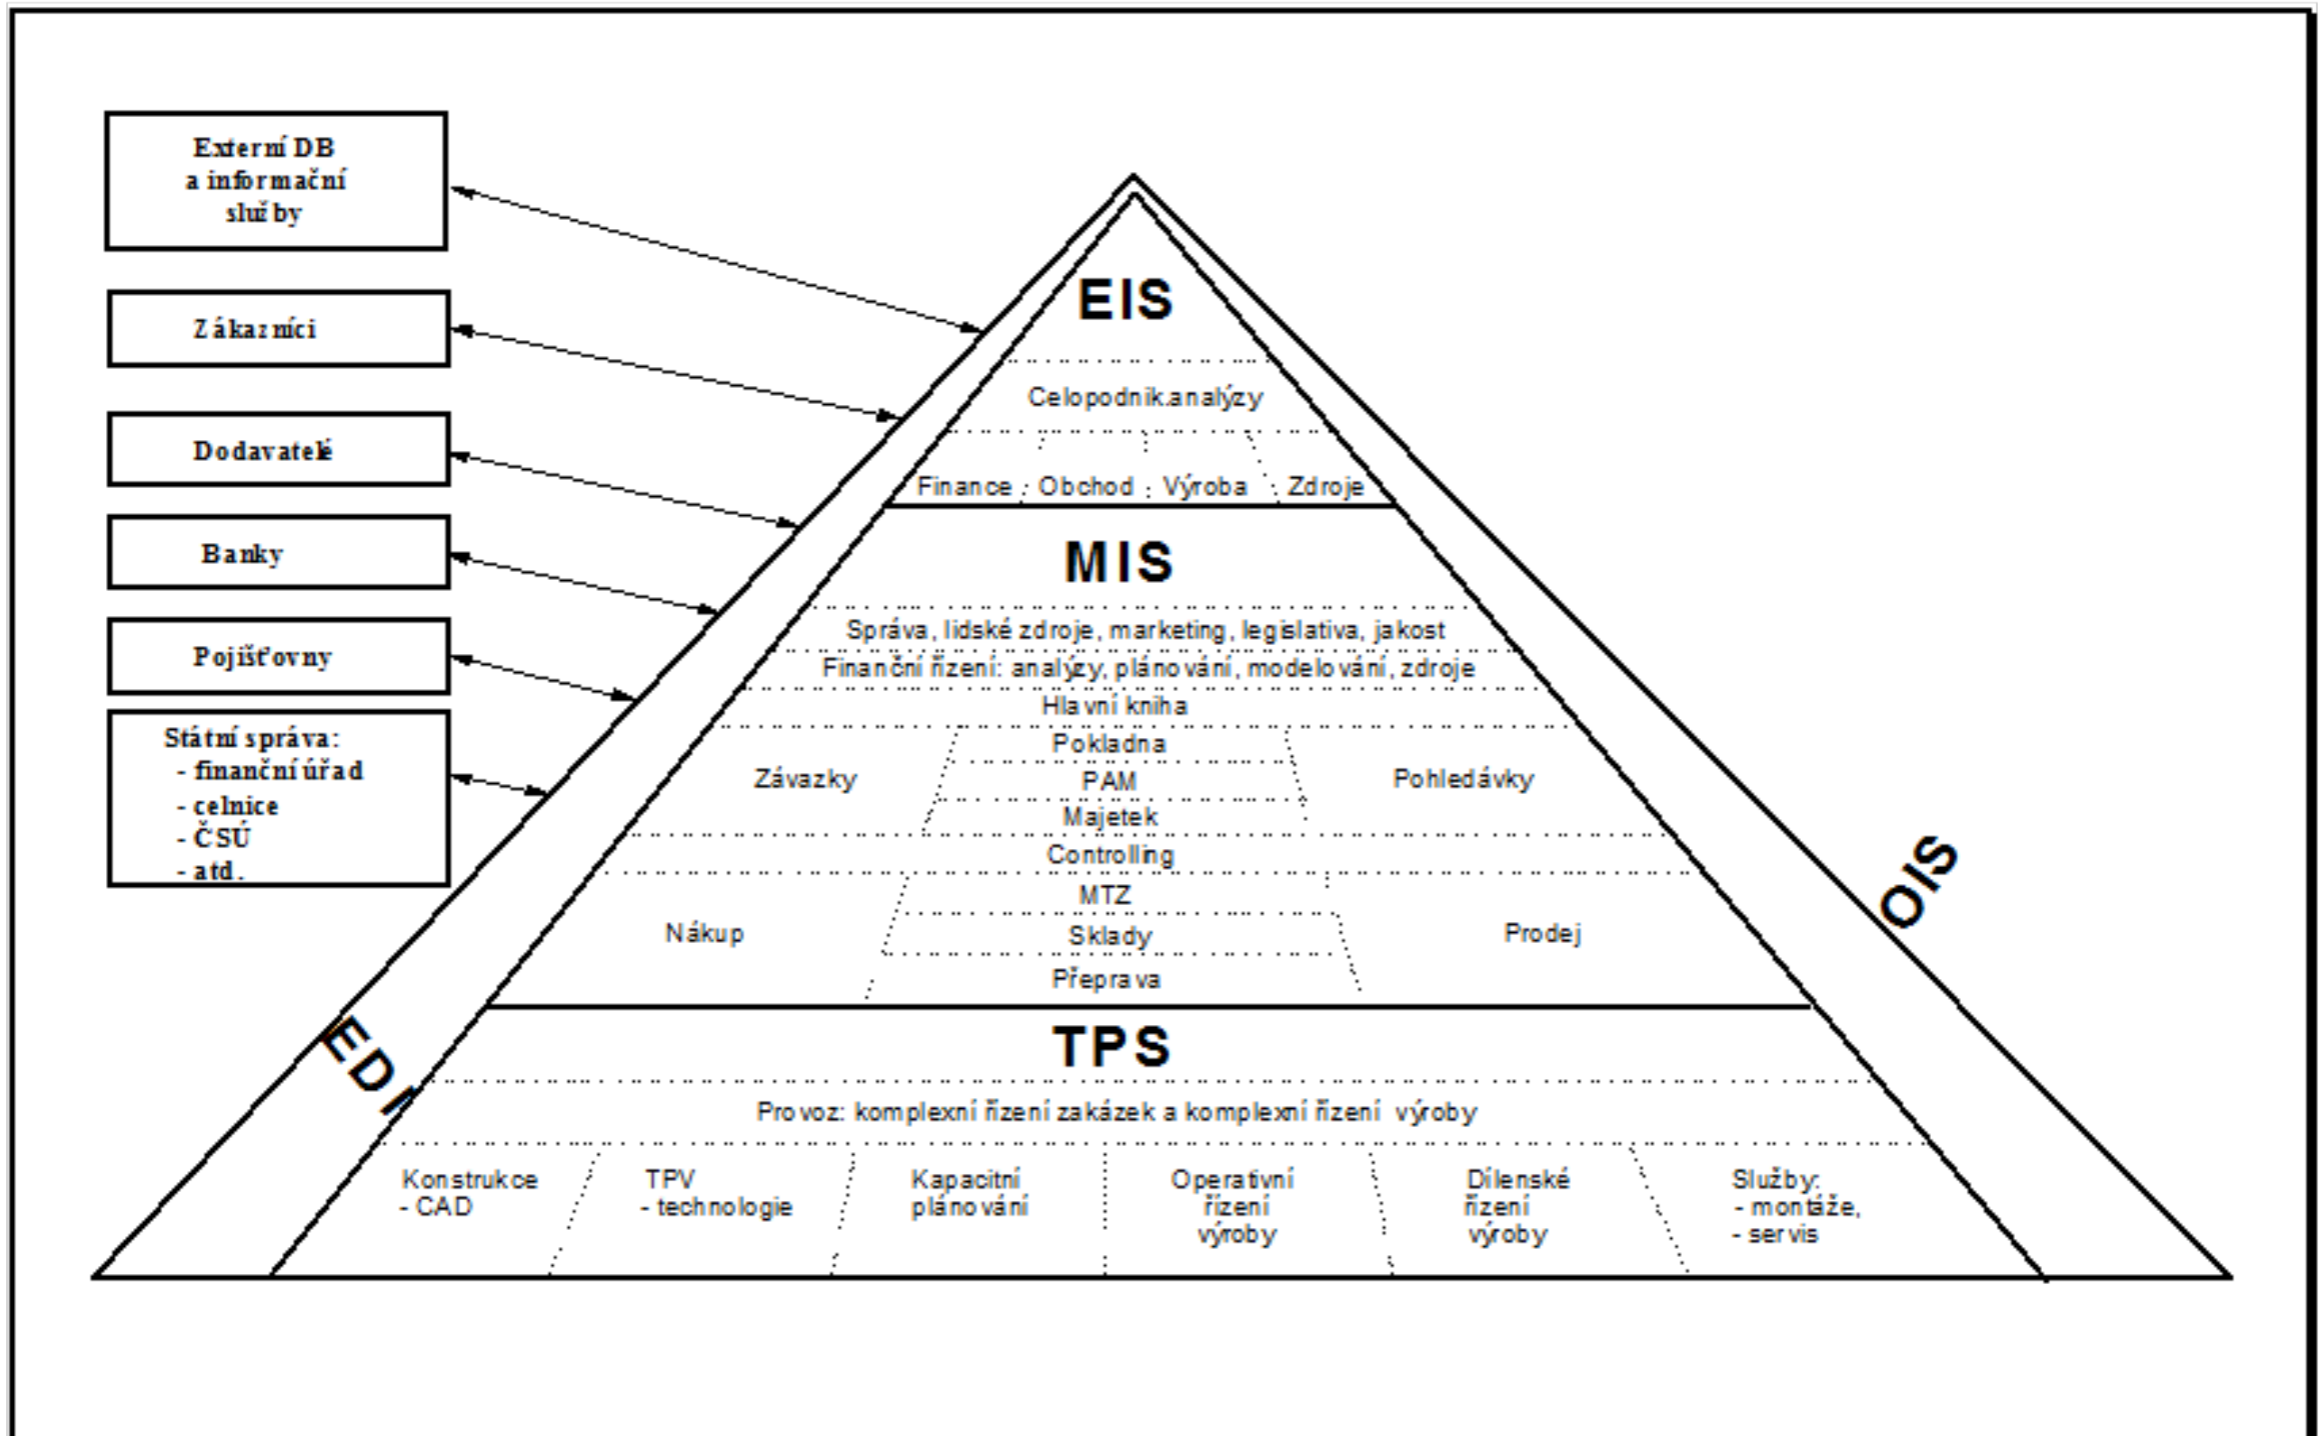 Externí DB
a informační
služby
Zákazníci
Dodavatelé
Banky
Pojišťovny
Státní správa:
- finanční úřad
- celnice
- ČSÚ
- atd.
EIS
Celopodnik.analýzy
Finance
Obchod
Výroba
Zdroje
MIS
Správa, lidské zdroje, marketing, legislativa, jakost
Finanční řízení: analýzy, plánování, modelování, zdroje
Hlavní kniha
Závazky
Pokladna
PAM
Majetek
Pohledávky
Controlling
Nákup
MTZ
Sklady
Přeprava
Prodej
OIS
EDI
TPS
Provoz: komplexní řízení zakázek a komplexní řízení výroby
Konstrukce
- CAD
TPV
- technologie
Kapacitní
plánování
Operativní
řízení
výroby
Dílenské
řízení
výroby
Služby:
- montáže,
- servis